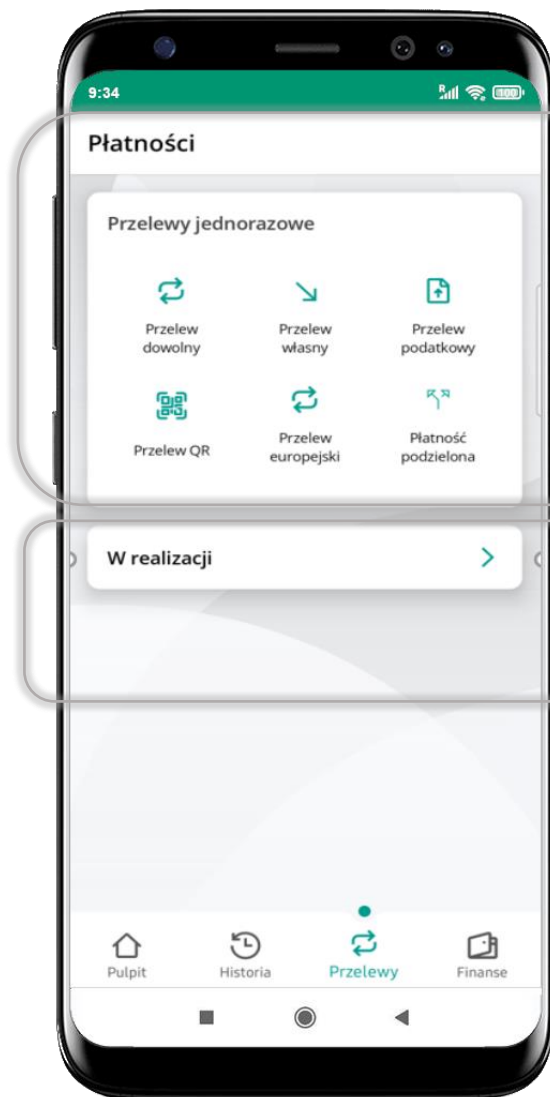 9:34
R
100
Płatności
Przelewy jednorazowe
Przelew
dowolny
Przelew
własny
Przelew
podatkowy
Przelew QR
Przelew
europejski
Płatność
podzielona
W realizacji
Pulpit
Historia
Przelewy
Finanse